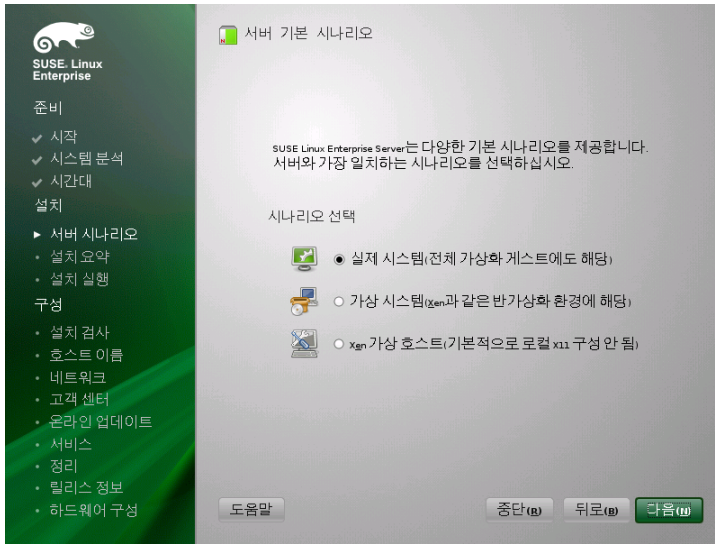 SUSE. Linux
Enterprise
준비
시작
시스템 분석
시간대
설치
서버 시나리오
설치 요약
설치 실행
구성
설치 검사
호스트 이름
네트워크
고객 센터
온라인 업데이트
서비스
정리
릴리스 정보
하드웨어 구성
서버 기본 시나리오
SUSE Linux Enterprise Server는 다양한 기본 시나리오를 제공합니다.
서버와 가장 일치하는 시나리오를 선택하십시오.
시나리오 선택
실제 시스템(전체 가상화 게스트에도 해당)
가상 시스템(Xen과 같은 반가상화 환경에 해당)
Xen 가상 호스트(기본적으로 로컬 X11 구성 안 됨)
도움말
중단(R)
뒤로(B)
다음(N)